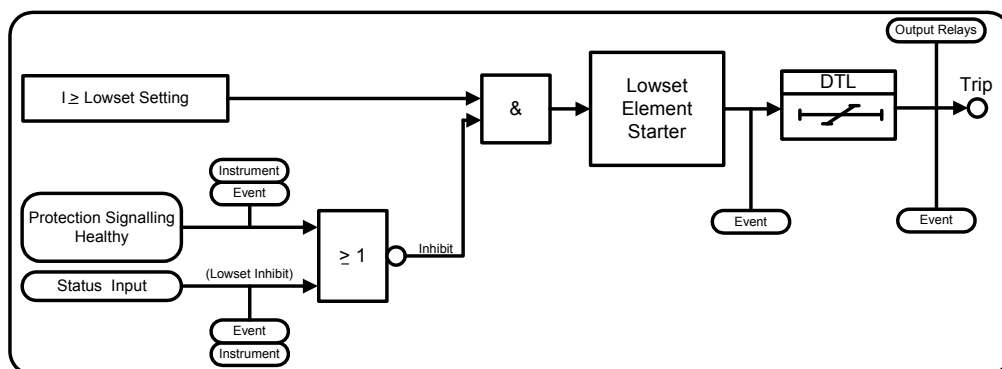 Output Relays
I ≥ Lowset Setting
&
Lowset
Element
Starter
DTL
Trip
Instrument
Event
Protection Signalling
Healthy
≥ 1
Inhibit
Event
Event
(Lowset Inhibit)
Status Input
Event
Instrument